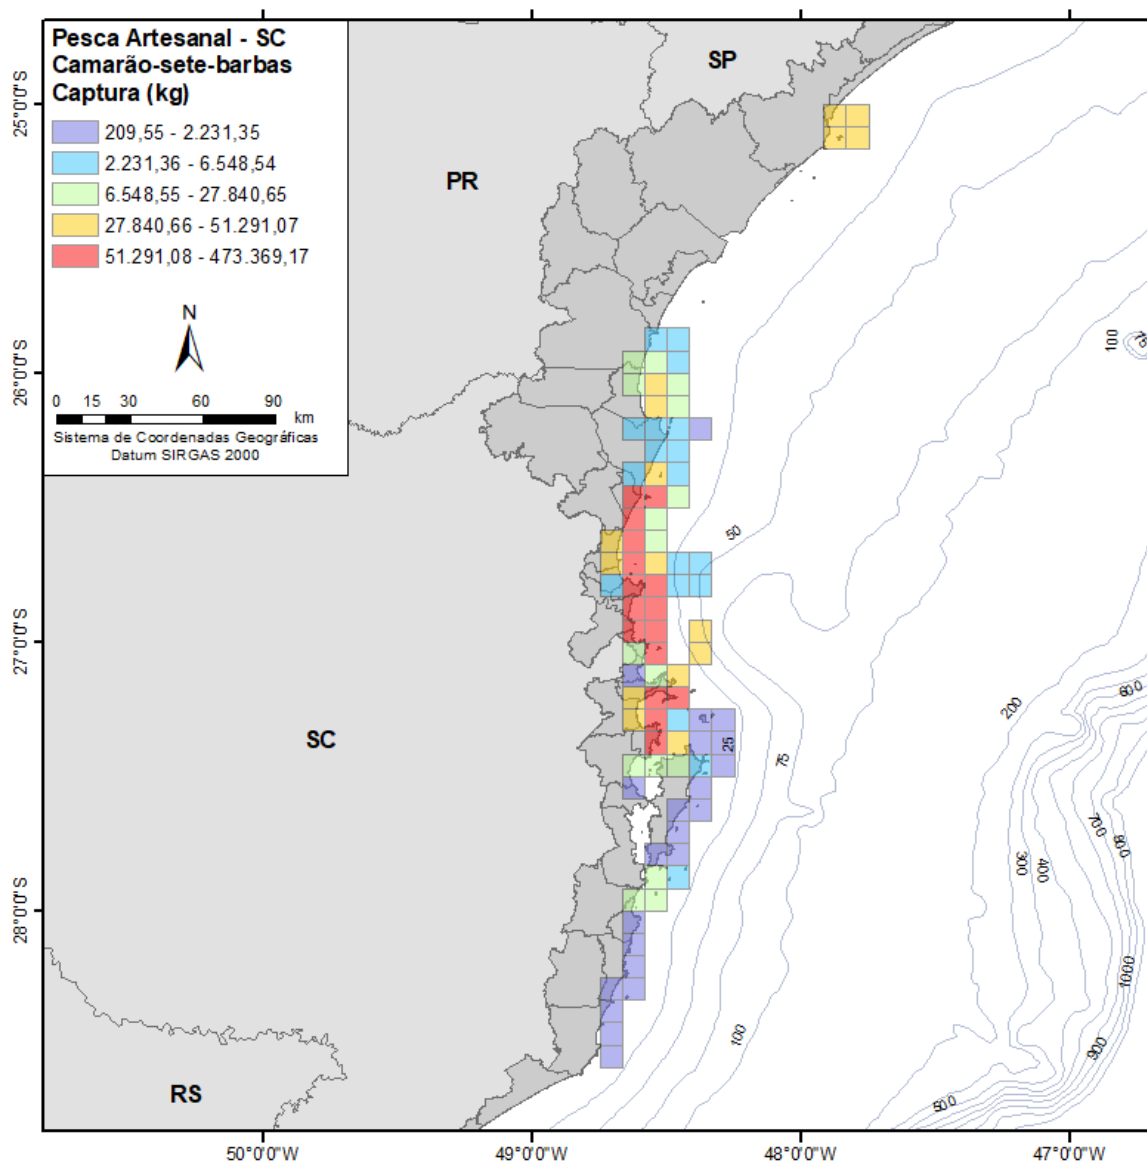 Pesca Artesanal - SC
Camarão-sete-barbas
Captura (kg)
209,55 - 2.231,35
2.231,36 - 6.548,54
6.548,55 - 27.840,65
27.840,66 - 51.291,07
51.291,08 - 473.369,17
N
0 15 30 60 90 km
Sistema de Coordenadas Geográficas
Datum SIRGAS 2000
SP
PR
SC
RS
25°0'0"S
26°0'0"S
27°0'0"S
28°0'0"S
100
75
50
25
75
100
200
300
400
500
600
700
800
900
1000
50°0'0"W
49°0'0"W
48°0'0"W
47°0'0"W